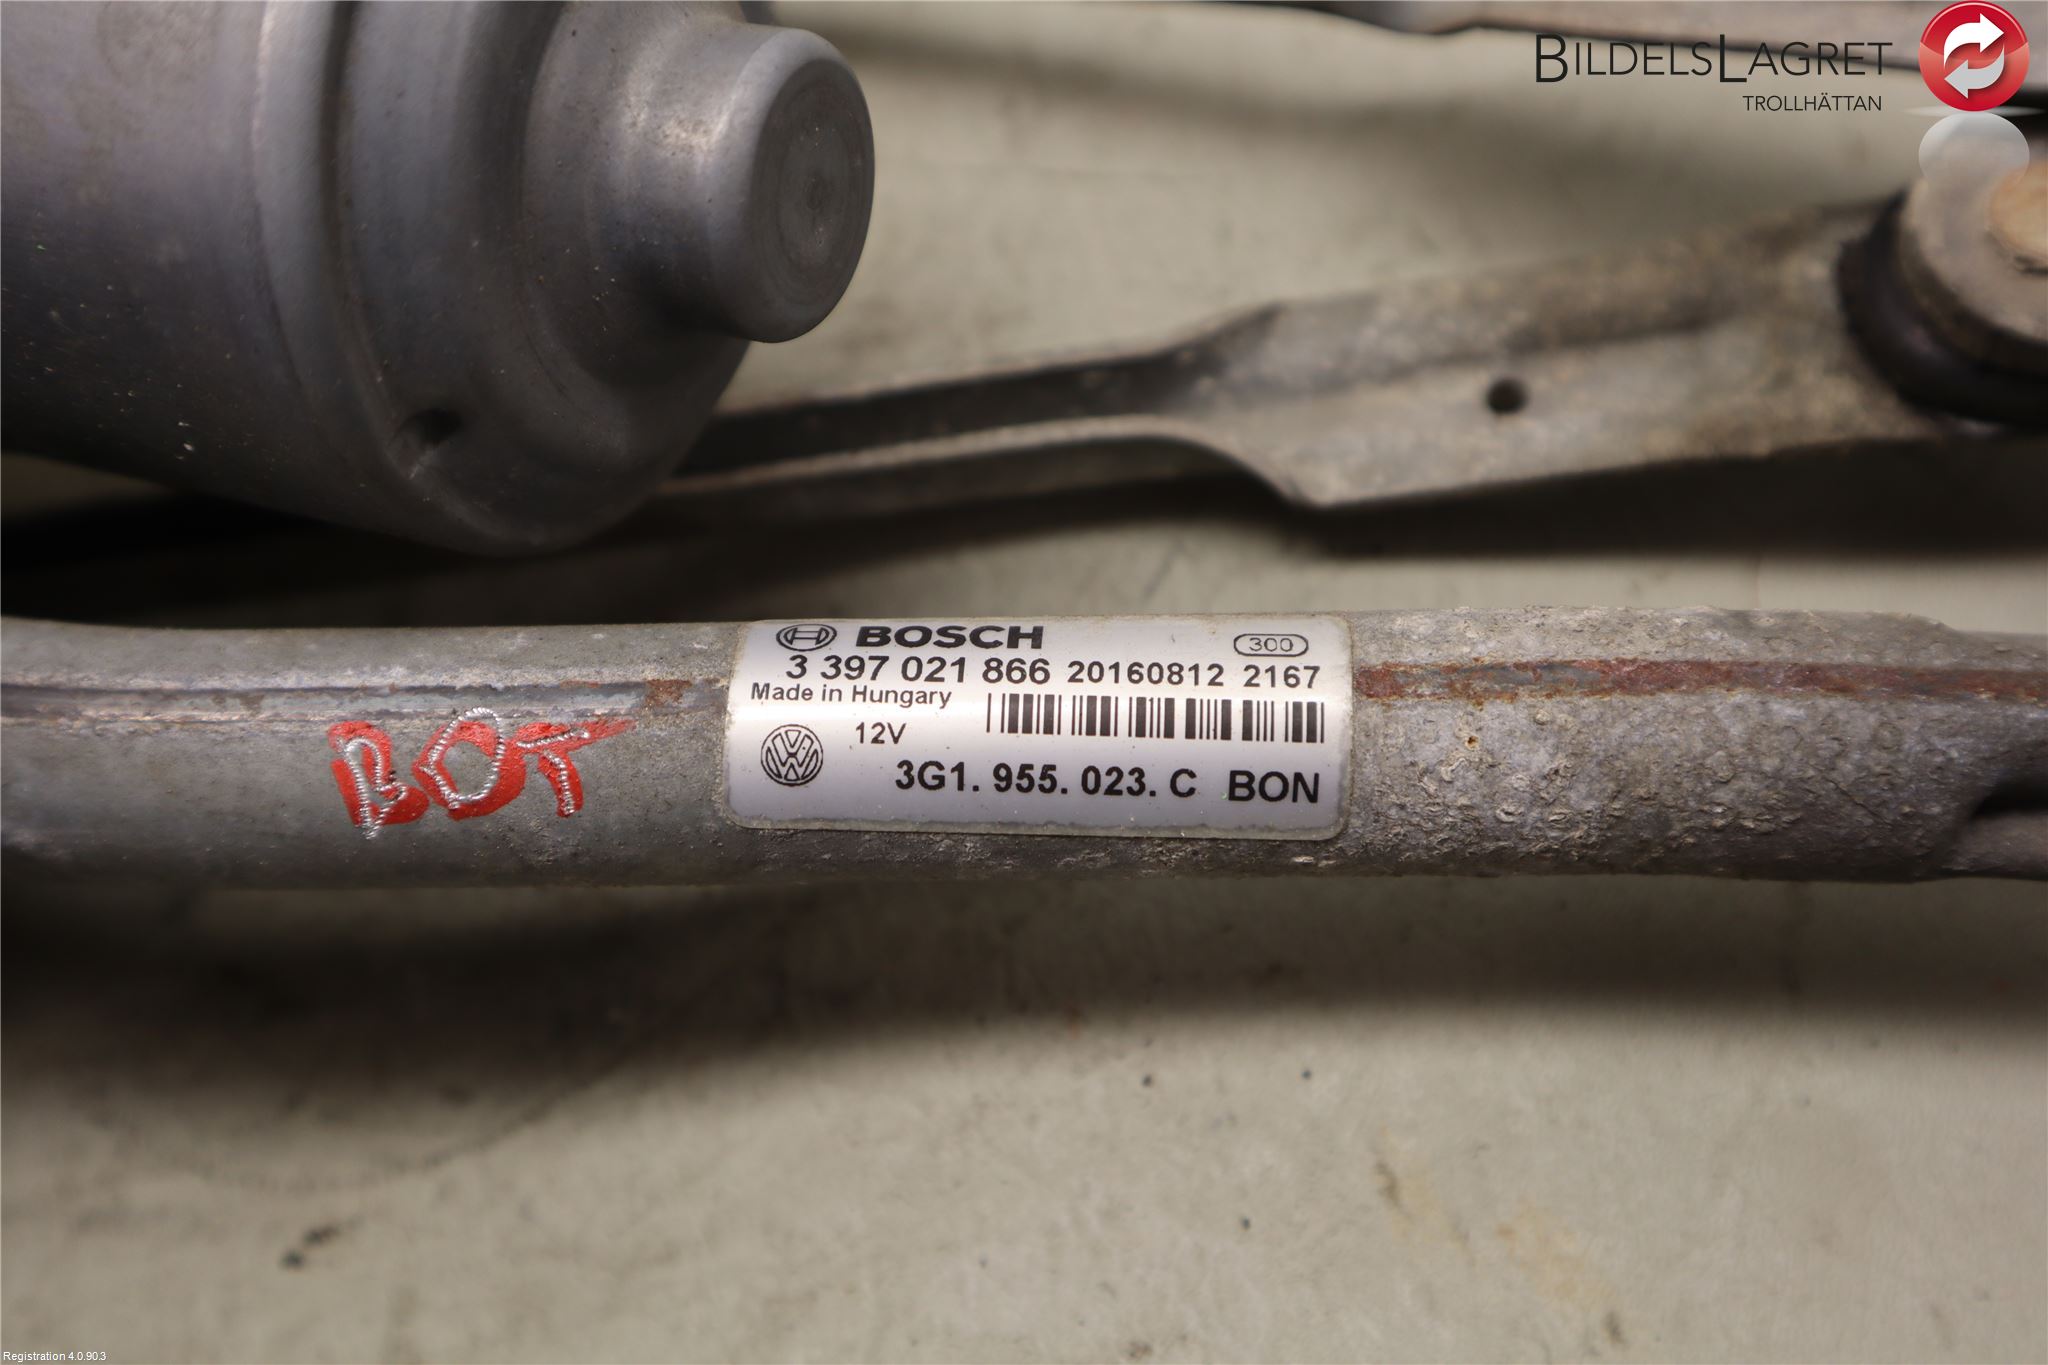 BILDELSLAGRET
TROLLHÄTTAN
BOSCH 300
3 397 021 866 20160812 2167
Made in Hungary
12V
3G1. 955. 023. C BON
BOT
Registration 4.0.90.3